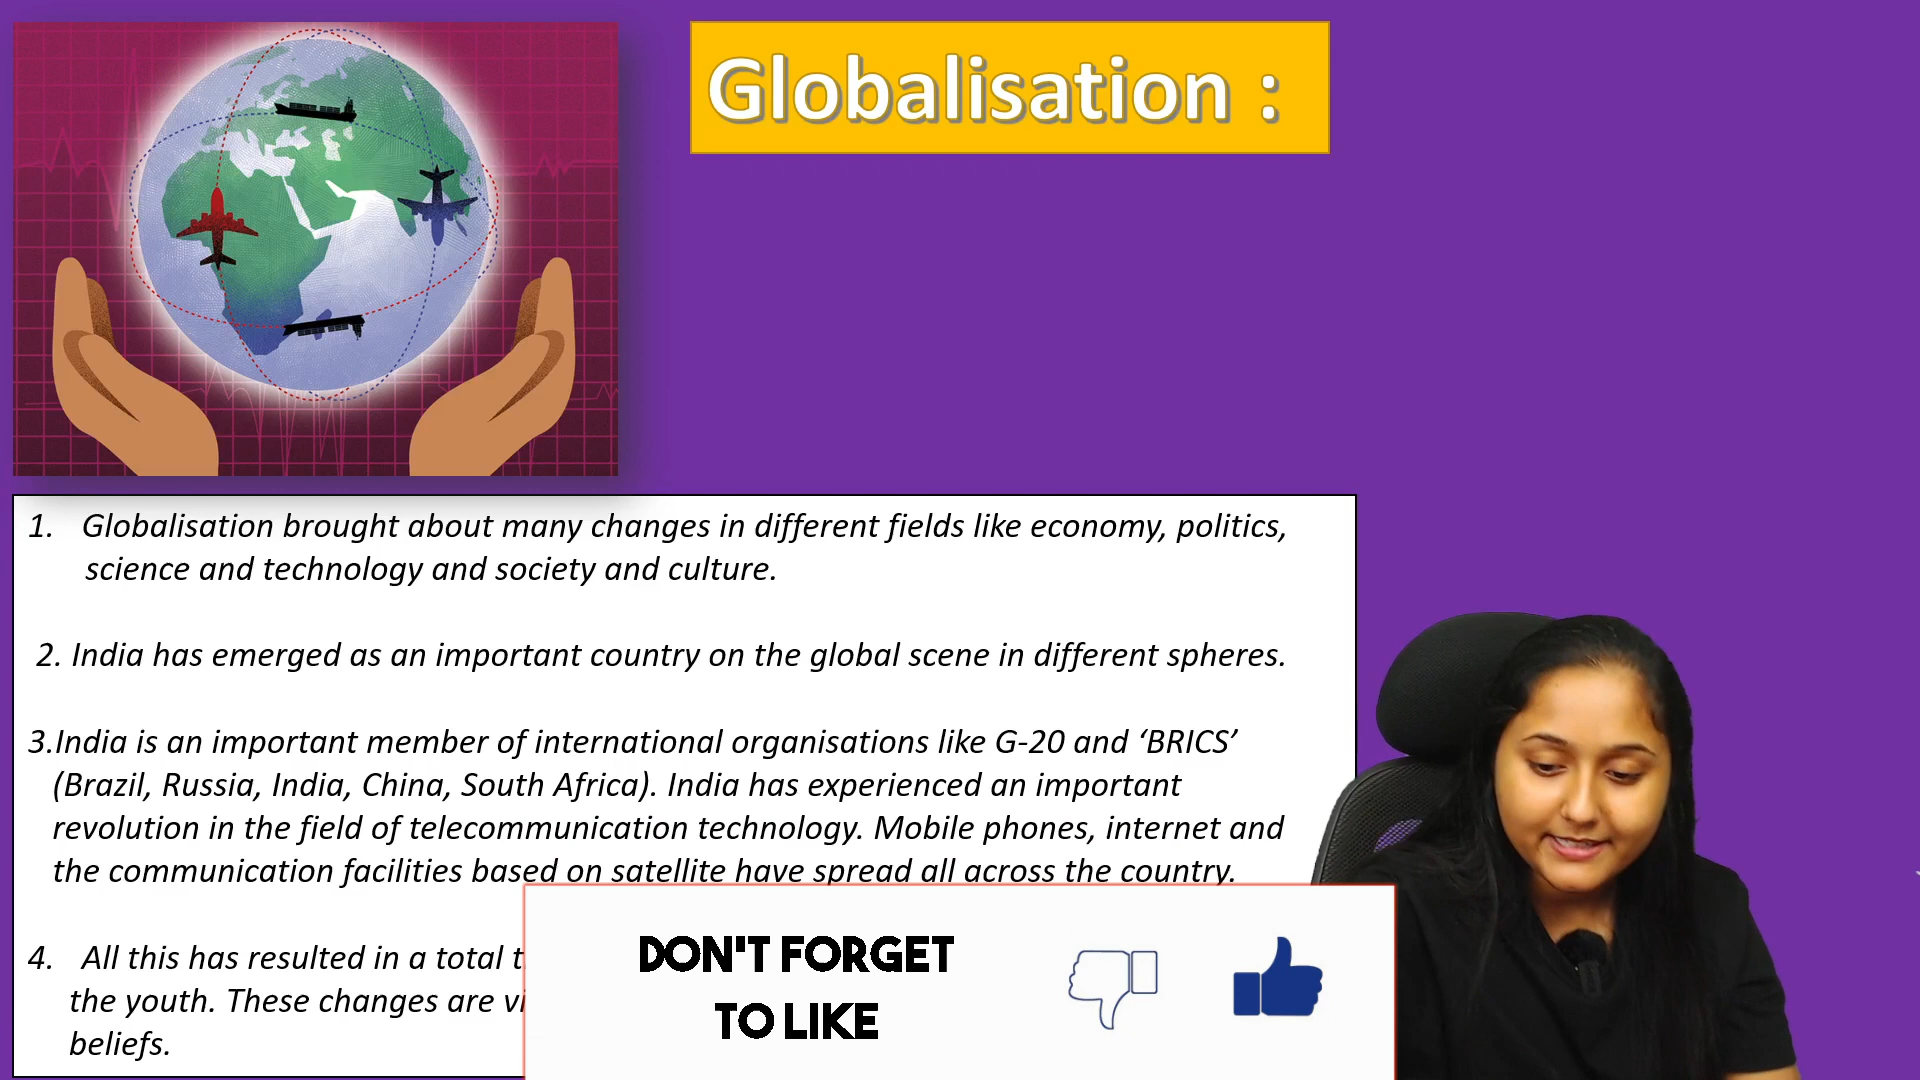 Globalisation :
1. Globalisation brought about many changes in different fields like economy, politics,
science and technology and society and culture.
2. India has emerged as an important country on the global scene in different spheres.
3.India is an important member of international organisations like G-20 and ‘BRICS’
(Brazil, Russia, India, China, South Africa). India has experienced an important
revolution in the field of telecommunication technology. Mobile phones, internet and
the communication facilities based on satellite have spread all across the country.
4. All this has resulted in a total
the youth. These changes are
beliefs.
DON'T FORGET
TO LIKE